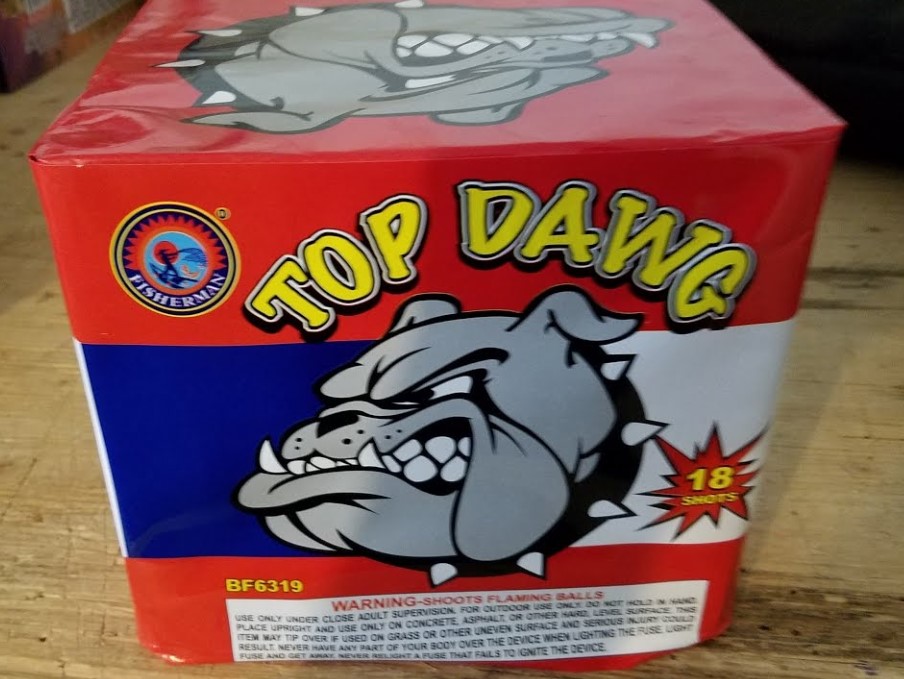 TOP DAWG
FISHERMAN
18
SHOTS
BF6319
WARNING-SHOOTS FLAMING BALLS
USE ONLY UNDER CLOSE ADULT SUPERVISION. FOR OUTDOOR USE ONLY. DO NOT HOLD IN HAND.
PLACE UPRIGHT AND USE ONLY ON CONCRETE, ASPHALT, OR OTHER HARD, LEVEL SURFACE. THIS
ITEM MAY TIP OVER IF USED ON GRASS OR OTHER UNEVEN SURFACE AND SERIOUS INJURY COULD
RESULT. NEVER HAVE ANY PART OF YOUR BODY OVER THE DEVICE WHEN LIGHTING THE FUSE. LIGHT
FUSE AND GET AWAY. NEVER RELIGHT A FUSE THAT FAILS TO IGNITE THE DEVICE.